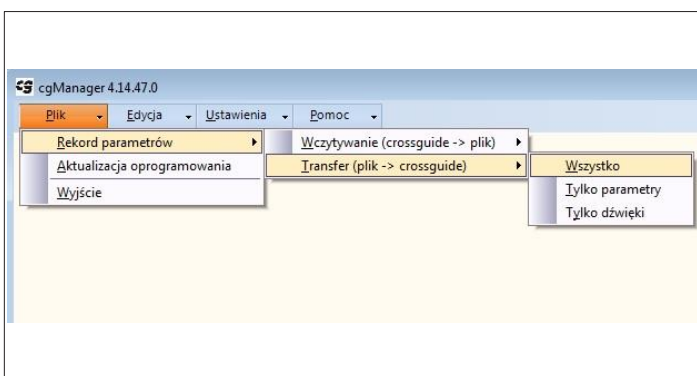 cg cgManager 4.14.47.0
Plik Edycja Ustawienia Pomoc
Rekord parametrów Wczytywanie (crossguide -> plik)
Aktualizacja oprogramowania Transfer (plik -> crossguide) Wszystko
Wyjście Tylko parametry
Tylko dźwięki